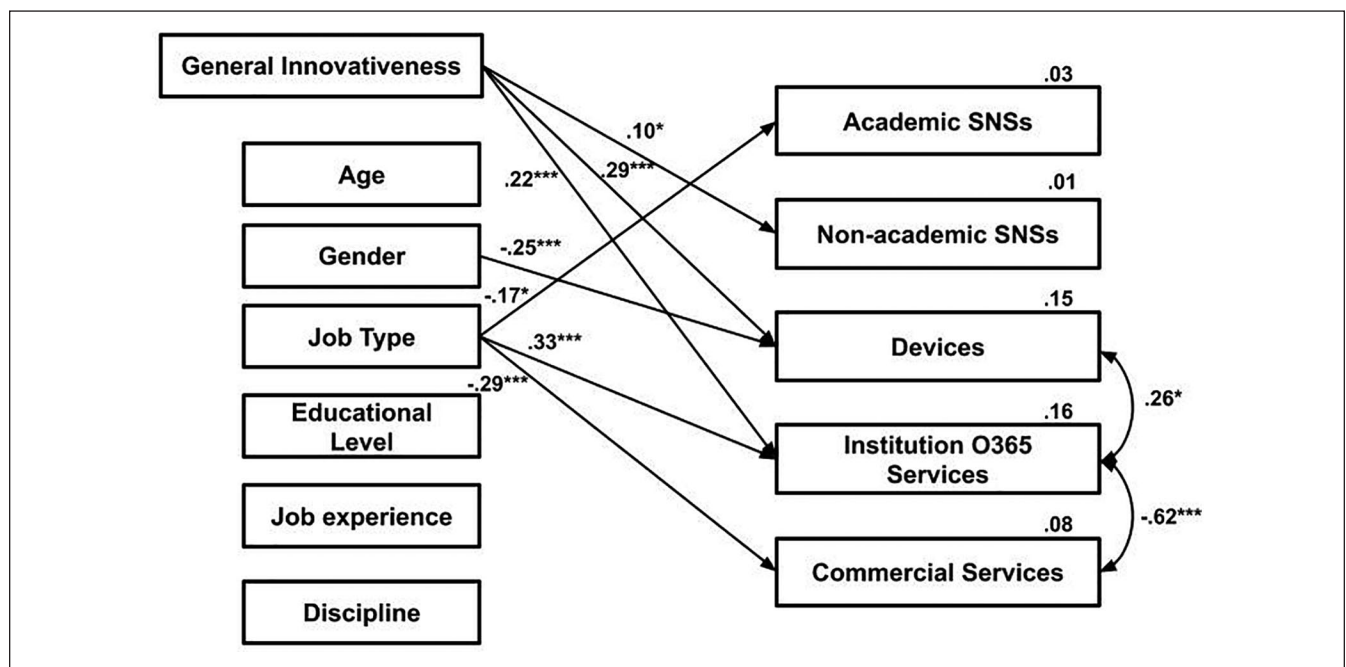 General Innovativeness
.03
Academic SNSs
.10*
Age
.22***
.29***
.01
Non-academic SNSs
Gender
-.25***
-.17*
.15
Job Type
.33***
Devices
-.29***
.26*
Educational
Level
.16
Institution O365
Services
Job experience
-.62***
.08
Commercial Services
Discipline